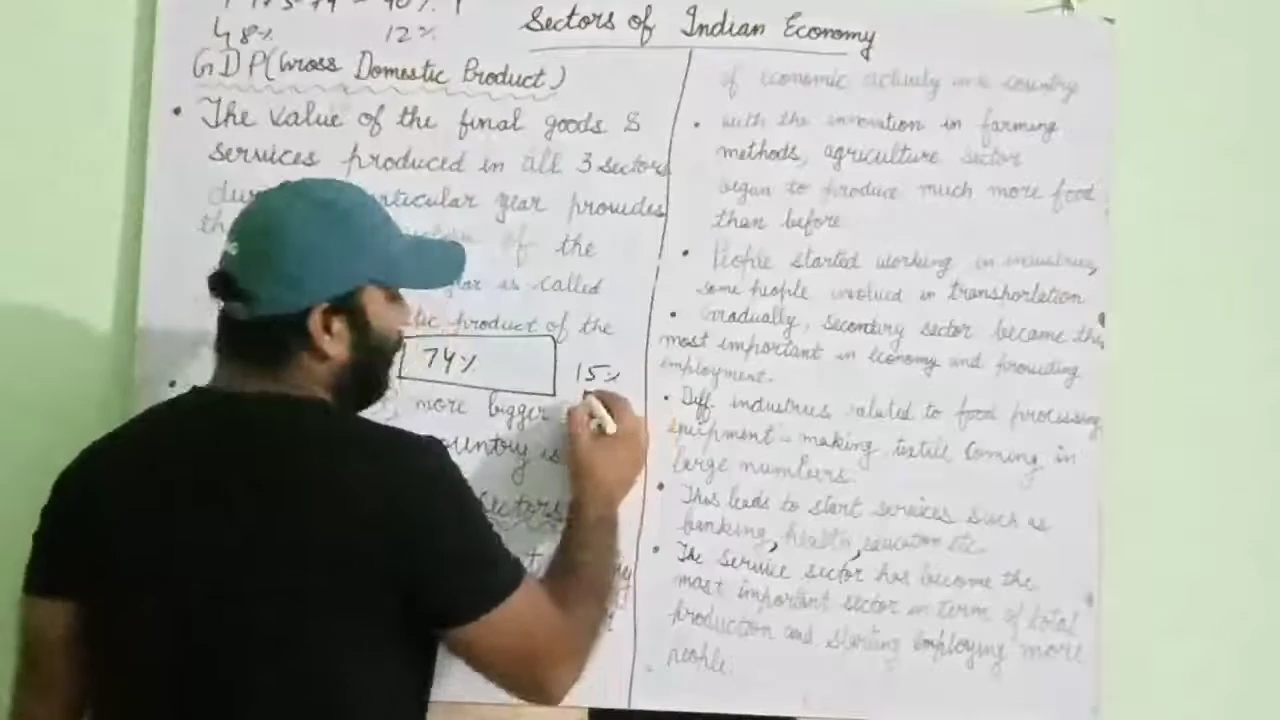 Sectors of Indian Economy
8% 12%
GDP(Gross Domestic Product)
• The value of the final goods &
services produced in all 3 sectors
particular year provides
of the
is called
product of the
74%
15%
more bigger
country is
sectors
of economic activity in a country
• with the innovation in farming
methods, agriculture sector
began to produce much more food
than before
• People started working in industries,
some people involved in transportation
• Gradually, secondary sector became the
most important in economy and providing
employment.
• Diff industries related to food processing
equipment - making textile coming in
large numbers.
• This leads to start services such as
banking, health, education etc.
• The service sector has become the
most important sector in term of total
production and starting employing more
people.